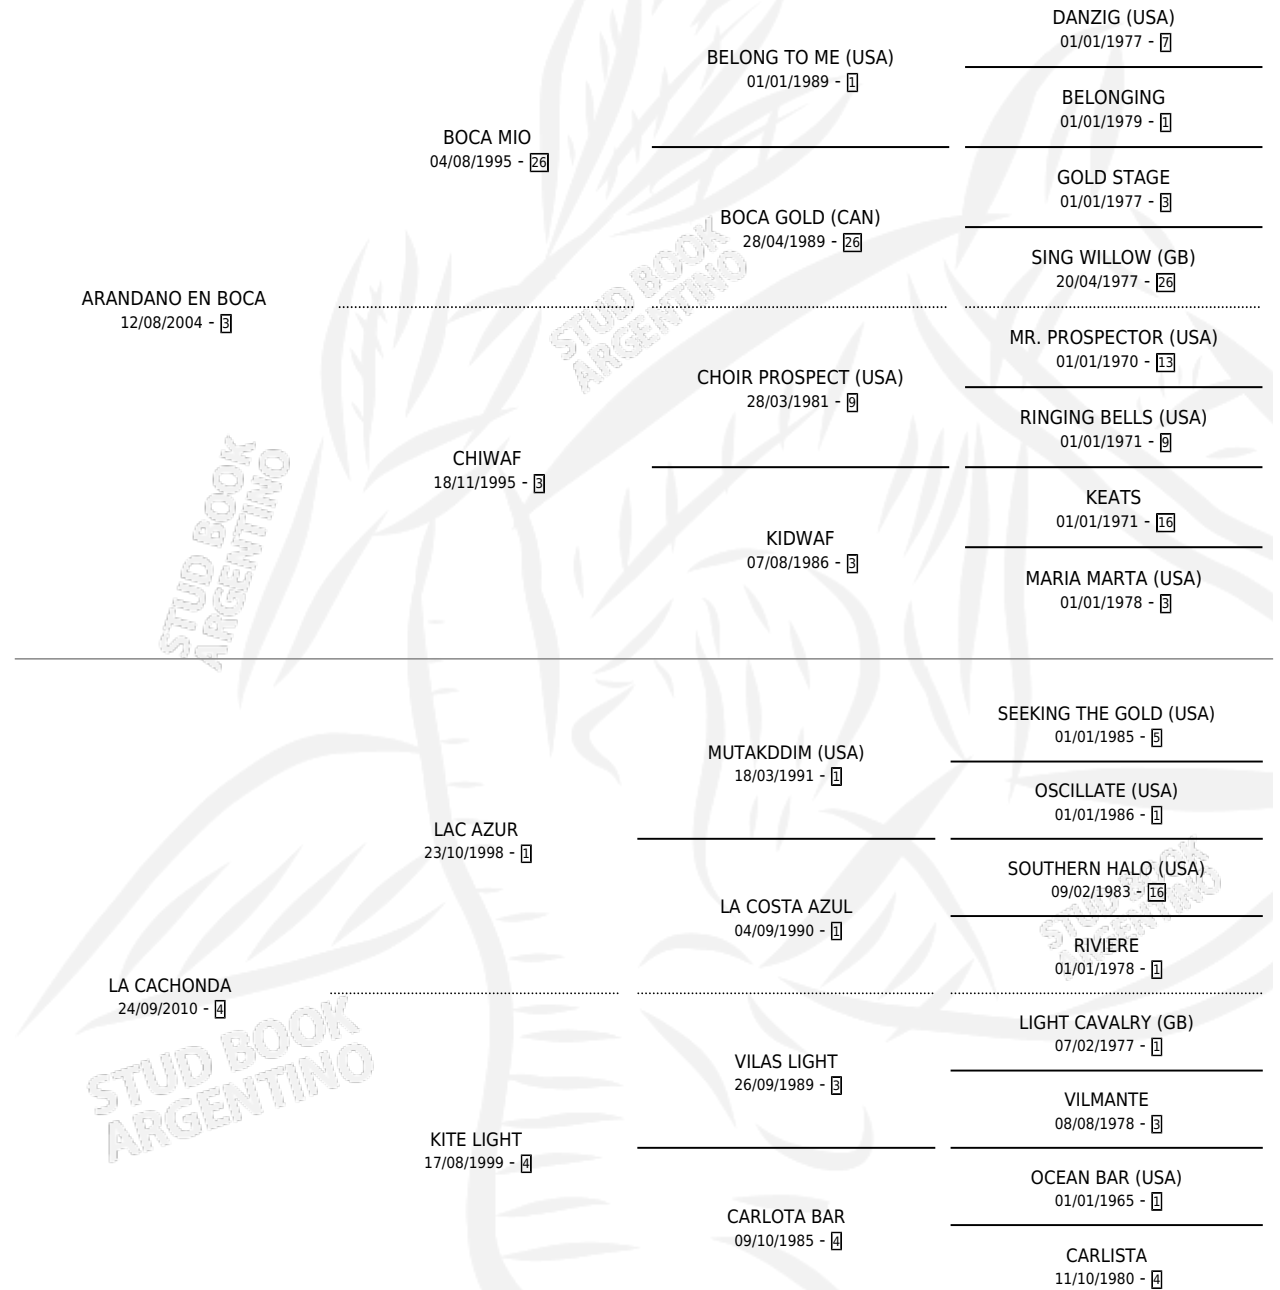 DANZIG (USA)
01/01/1977 - 7
BELONG TO ME (USA)
01/01/1989 - 1
BELONGING
01/01/1979 - 1
BOCA MIO
04/08/1995 - 26
GOLD STAGE
01/01/1977 - 3
BOCA GOLD (CAN)
28/04/1989 - 26
SING WILLOW (GB)
20/04/1977 - 26
ARANDANO EN BOCA
12/08/2004 - 3
MR. PROSPECTOR (USA)
01/01/1970 - 13
CHOIR PROSPECT (USA)
28/03/1981 - 9
RINGING BELLS (USA)
01/01/1971 - 9
CHIWAF
18/11/1995 - 3
KEATS
01/01/1971 - 16
KIDWAF
07/08/1986 - 3
MARIA MARTA (USA)
01/01/1978 - 3
SEEKING THE GOLD (USA)
01/01/1985 - 5
MUTAKDDIM (USA)
18/03/1991 - 1
OSCILLATE (USA)
01/01/1986 - 1
LAC AZUR
23/10/1998 - 1
SOUTHERN HALO (USA)
09/02/1983 - 16
LA COSTA AZUL
04/09/1990 - 1
RIVIERE
01/01/1978 - 1
LA CACHONDA
24/09/2010 - 4
LIGHT CAVALRY (GB)
07/02/1977 - 1
VILAS LIGHT
26/09/1989 - 3
VILMANTE
08/08/1978 - 3
KITE LIGHT
17/08/1999 - 4
OCEAN BAR (USA)
01/01/1965 - 1
CARLOTA BAR
09/10/1985 - 4
CARLISTA
11/10/1980 - 4
STUD BOOK
ARGENTINO
STUD BOOK
ARGENTINO
STUD BOOK
ARGENTINO
STUD BOOK
ARGENTINO